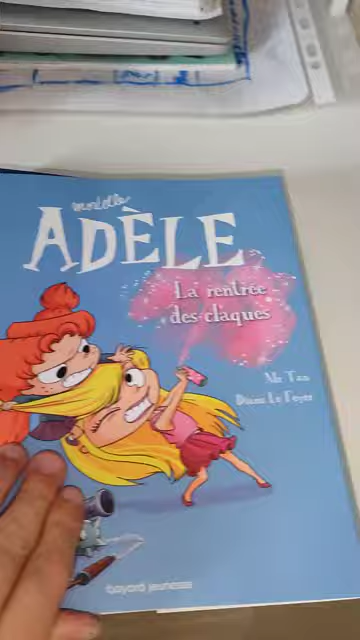 mortelle
ADÈLE
La rentrée
des claques
Mr Tan
Diane Le Feyer
bayard jeunesse